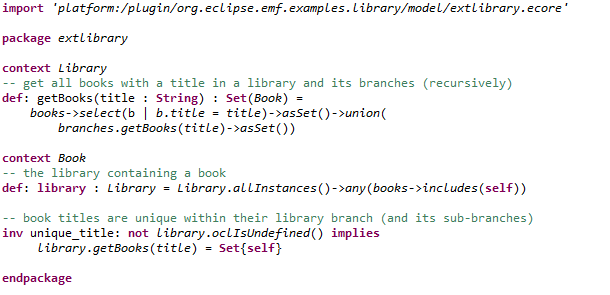 import 'platform:/plugin/org.eclipse.emf.examples.library/model/extlibrary.ecore'
package extlibrary
context Library
-- get all books with a title in a library and its branches (recursively)
def: getBooks(title : String) : Set(Book) =
books->select(b | b.title = title)->asSet()->union(
branches.getBooks(title)->asSet())
context Book
-- the library containing a book
def: library : Library = Library.allInstances()->any(books->includes(self))
-- book titles are unique within their library branch (and its sub-branches)
inv unique_title: not library.oclIsUndefined() implies
library.getBooks(title) = Set{self}
endpackage